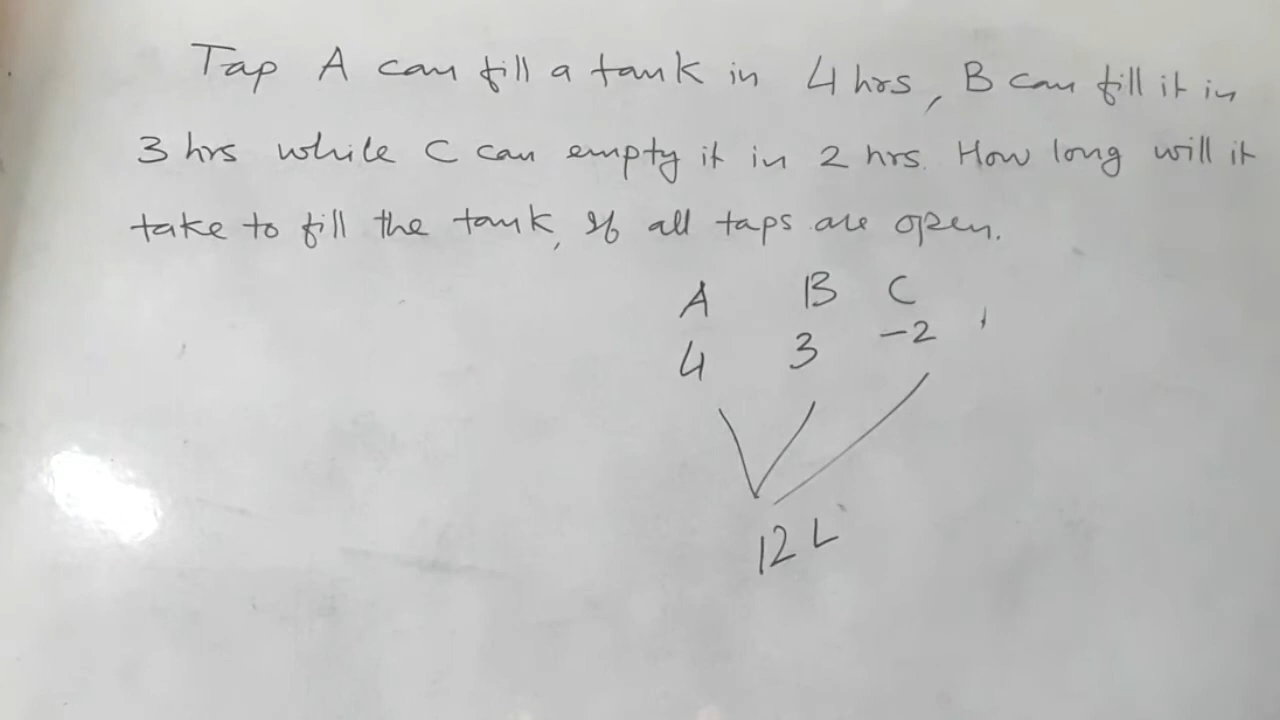 Tap A can fill a tank in 4 hrs, B can fill it in
3 hrs while C can empty it in 2 hrs. How long will it
take to fill the tank, If all taps are open.
A B C
4 3 -2
12 L